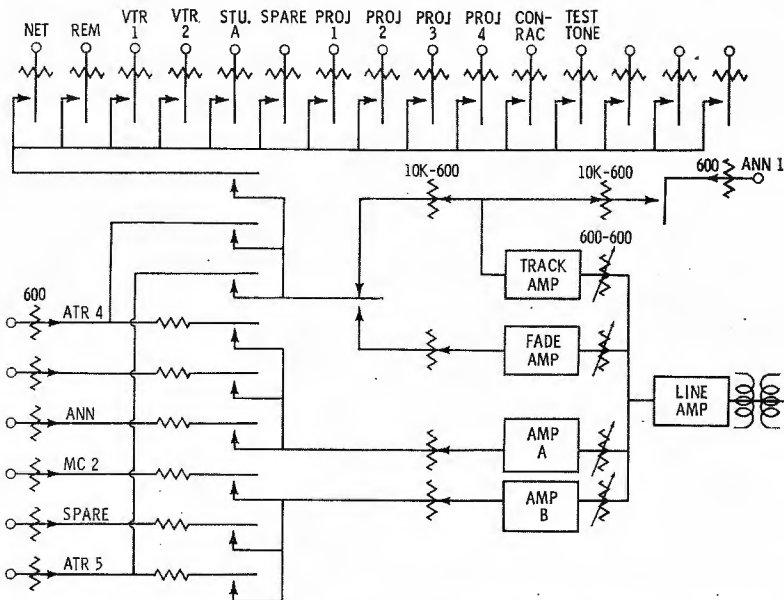 NET
REM
VTR 1
VTR 2
STU. A
SPARE
PROJ 1
PROJ 2
PROJ 3
PROJ 4
CON-
RAC
TEST
TONE
10K-600
10K-600
600
ANN I
600-600
TRACK
AMP
600
ATR 4
FADE
AMP
ANN
LINE
AMP
AMP
A
MC 2
AMP
B
SPARE
ATR 5